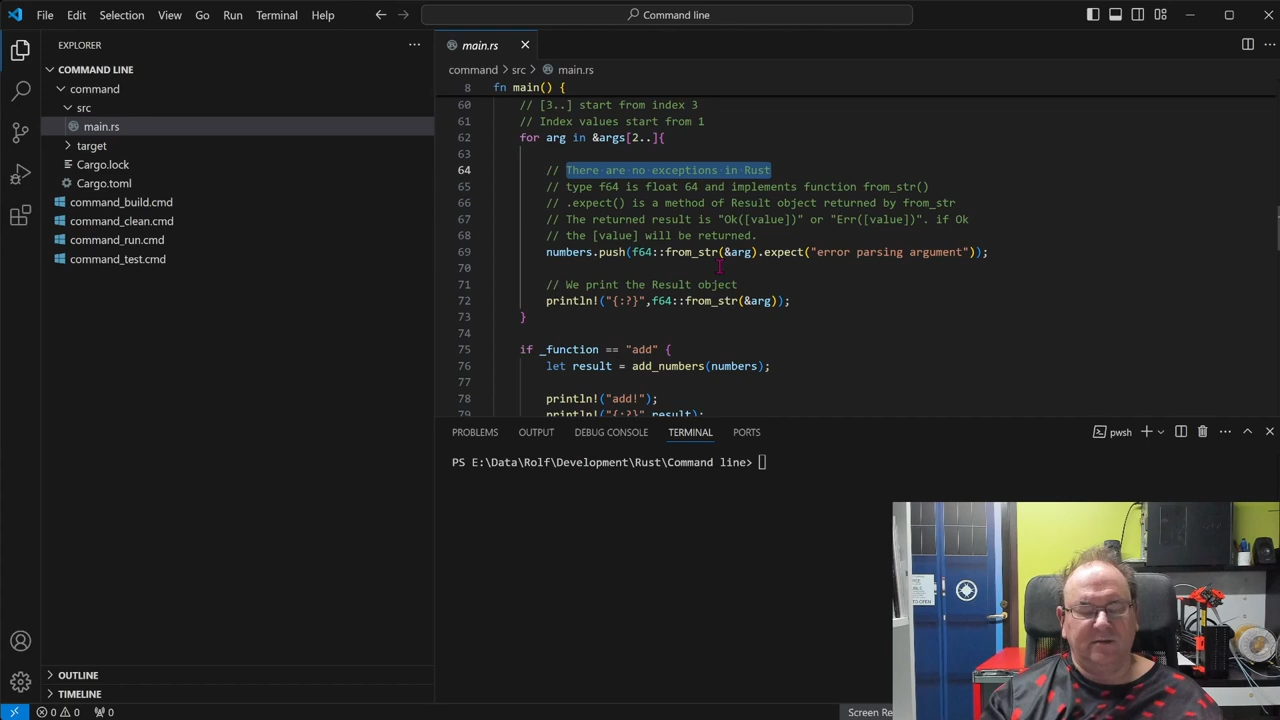 File Edit Selection View Go Run Terminal Help
Command line
EXPLORER
COMMAND LINE
command
src
main.rs
target
Cargo.lock
Cargo.toml
command_build.cmd
command_clean.cmd
command_run.cmd
command_test.cmd
OUTLINE
TIMELINE
0 0 0
main.rs
command > src > main.rs
8 fn main() {
60 // [3..] start from index 3
61 // Index values start from 1
62 for arg in &args[2..]{
63
64 // There are no exceptions in Rust
65 // type f64 is float 64 and implements function from_str()
66 // .expect() is a method of Result object returned by from_str
67 // The returned result is "Ok([value])" or "Err([value])". if Ok
68 // the [value] will be returned.
69 numbers.push(f64::from_str(&arg).expect("error parsing argument"));
70
71 // We print the Result object
72 println!("{:?}",f64::from_str(&arg));
73 }
74
75 if _function == "add" {
76 let result = add_numbers(numbers);
77
78 println!("add!");
79 println!("{:?}",result);
PROBLEMS OUTPUT DEBUG CONSOLE TERMINAL PORTS
pwsh
PS E:\Data\Rolf\Development\Rust\Command line>
Screen Re